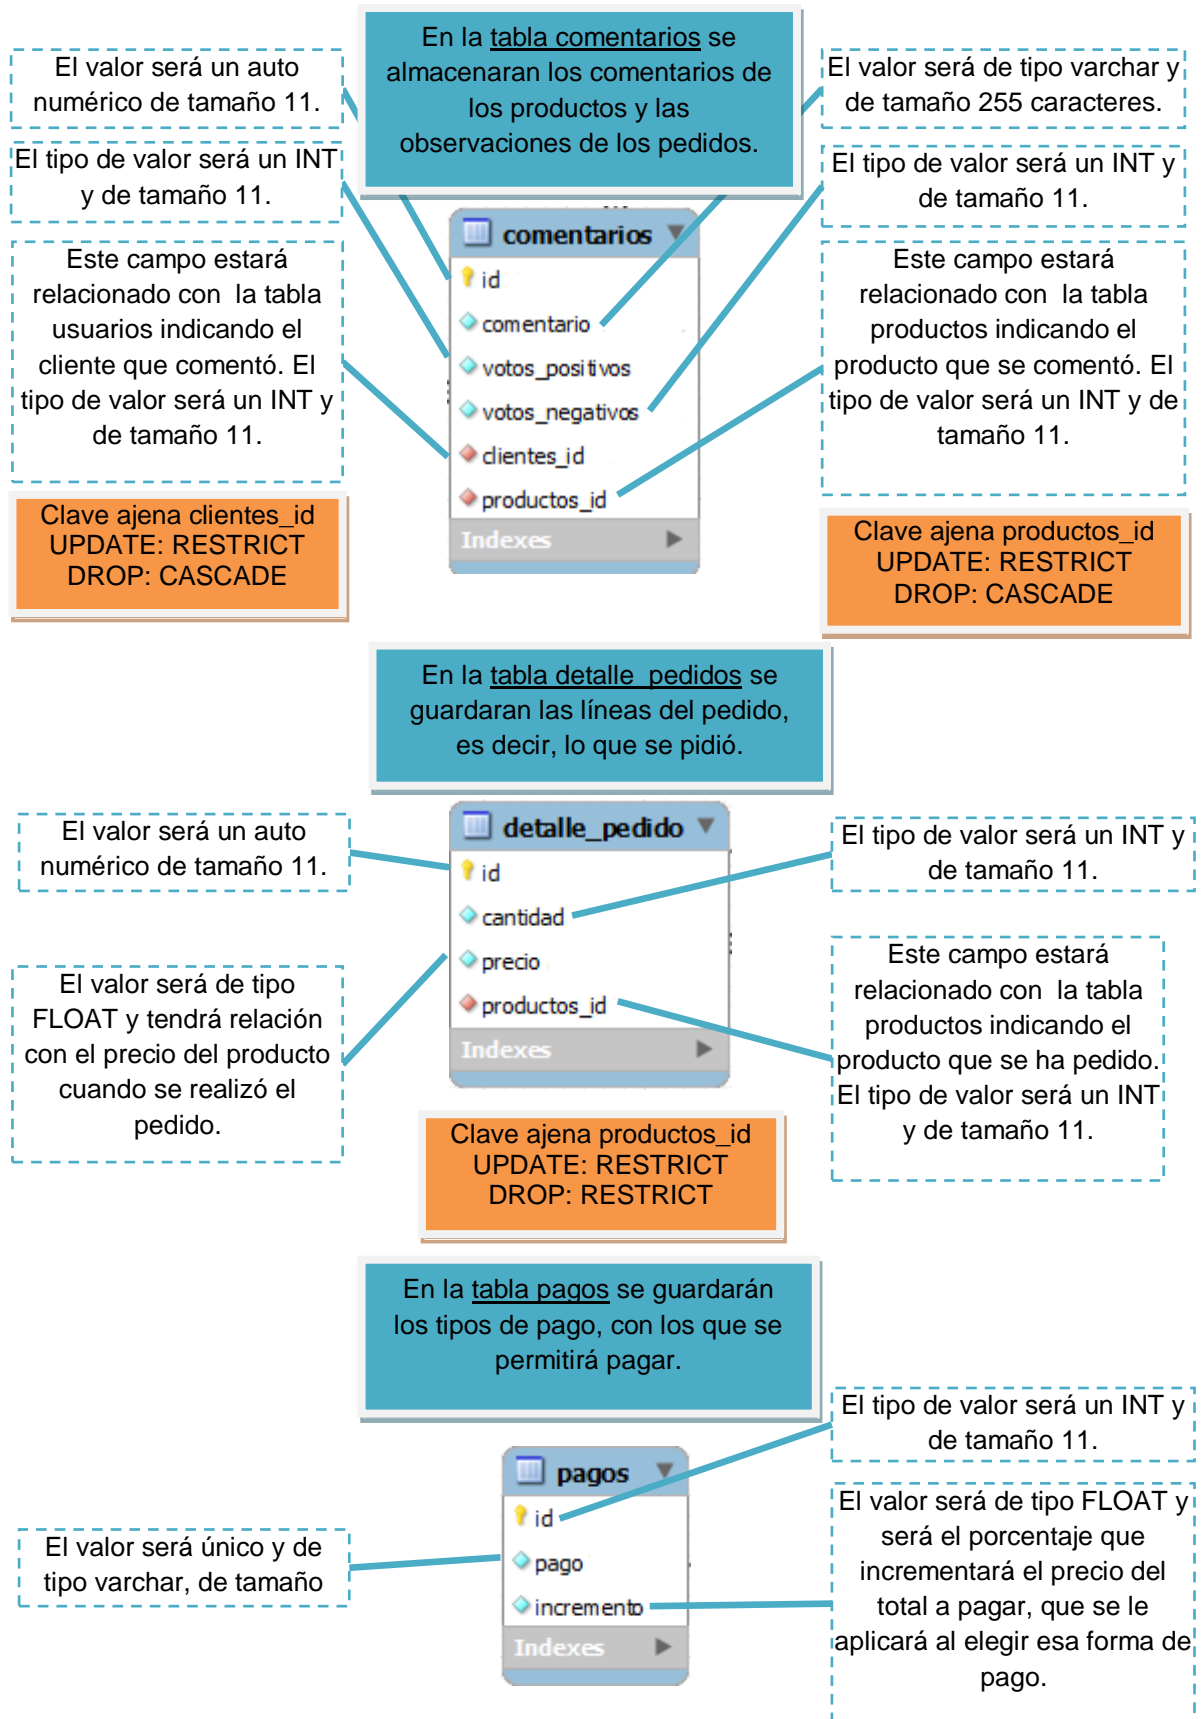 En la tabla comentarios se
almacenaran los comentarios de
los productos y las
observaciones de los pedidos.
El valor será un auto
numérico de tamaño 11.
El valor será de tipo varchar y
de tamaño 255 caracteres.
El tipo de valor será un INT
y de tamaño 11.
El tipo de valor será un INT y
de tamaño 11.
Este campo estará
relacionado con la tabla
usuarios indicando el
cliente que comentó. El
tipo de valor será un INT y
de tamaño 11.
comentarios
id
comentario
votos_positivos
votos_negativos
clientes_id
productos_id
Indexes
Este campo estará
relacionado con la tabla
productos indicando el
producto que se comentó. El
tipo de valor será un INT y de
tamaño 11.
Clave ajena clientes_id
UPDATE: RESTRICT
DROP: CASCADE
Clave ajena productos_id
UPDATE: RESTRICT
DROP: CASCADE
En la tabla detalle_pedidos se
guardaran las líneas del pedido,
es decir, lo que se pidió.
El valor será un auto
numérico de tamaño 11.
detalle_pedido
id
cantidad
precio
productos_id
Indexes
El tipo de valor será un INT y
de tamaño 11.
El valor será de tipo
FLOAT y tendrá relación
con el precio del producto
cuando se realizó el
pedido.
Este campo estará
relacionado con la tabla
productos indicando el
producto que se ha pedido.
El tipo de valor será un INT
y de tamaño 11.
Clave ajena productos_id
UPDATE: RESTRICT
DROP: RESTRICT
En la tabla pagos se guardarán
los tipos de pago, con los que se
permitirá pagar.
El tipo de valor será un INT y
de tamaño 11.
pagos
id
pago
incremento
Indexes
El valor será único y de
tipo varchar, de tamaño
El valor será de tipo FLOAT y
será el porcentaje que
incrementará el precio del
total a pagar, que se le
aplicará al elegir esa forma de
pago.